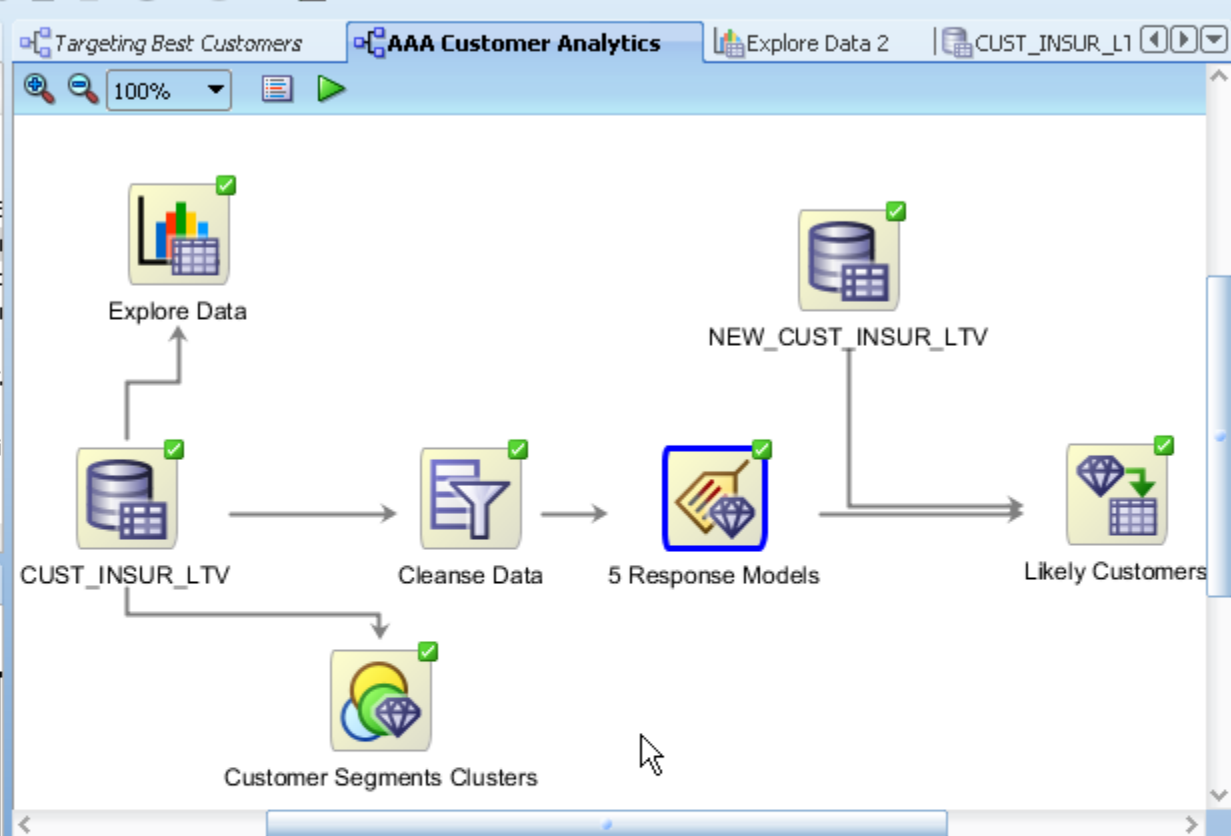 Targeting Best Customers
AAA Customer Analytics
Explore Data 2
CUST_INSUR_LT
100%
Explore Data
NEW_CUST_INSUR_LTV
CUST_INSUR_LTV
Cleanse Data
5 Response Models
Likely Customers
Customer Segments Clusters